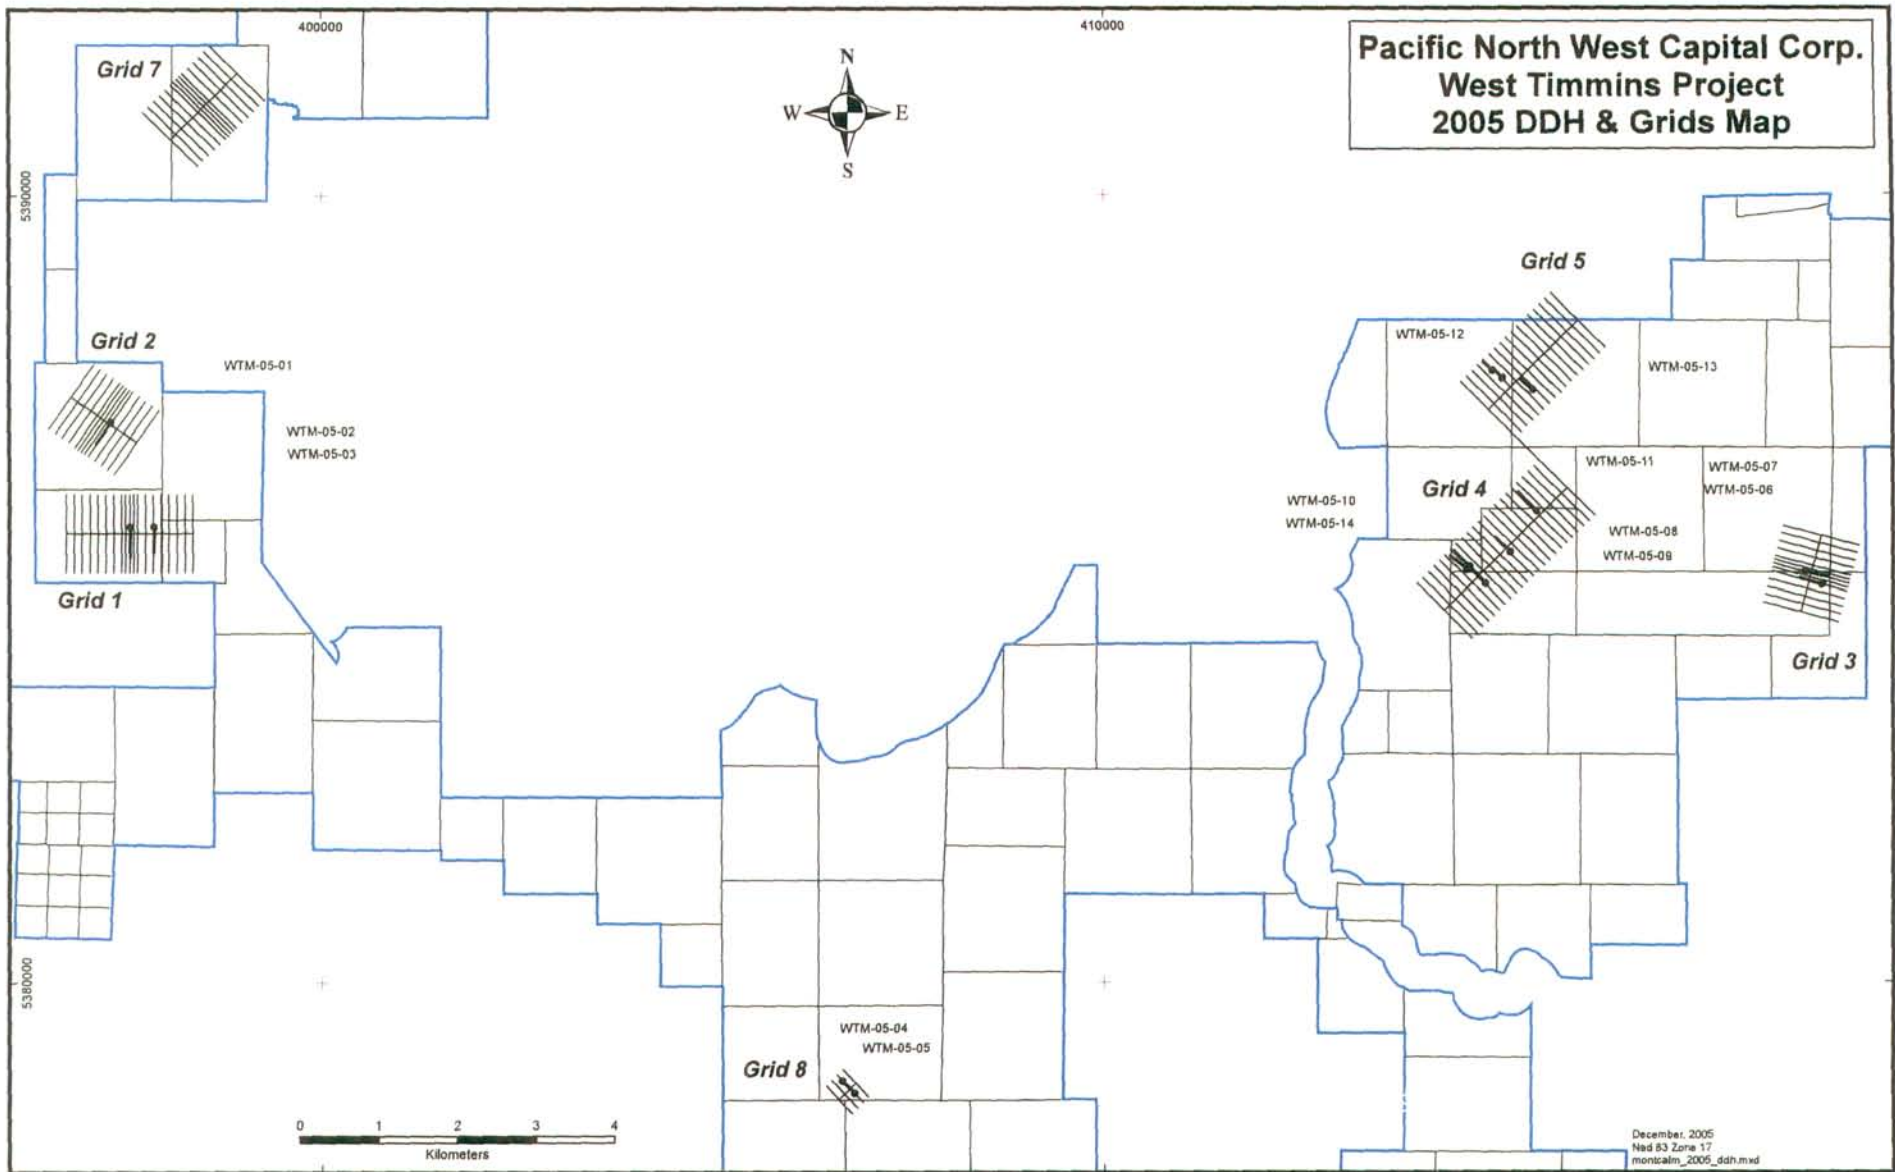 400000
410000
Pacific North West Capital Corp.
West Timmins Project
2005 DDH & Grids Map
Grid 7
N
W
E
S
5390000
Grid 5
WTM-05-12
WTM-05-13
Grid 2
WTM-05-01
WTM-05-02
WTM-05-03
WTM-05-11
WTM-05-07
WTM-05-06
Grid 4
WTM-05-10
WTM-05-14
WTM-05-08
WTM-05-09
Grid 1
Grid 3
5380000
WTM-05-04
WTM-05-05
Grid 8
0 1 2 3 4
Kilometers
December, 2005
Nad 83 Zone 17
montcalm_2005_ddh.mxd